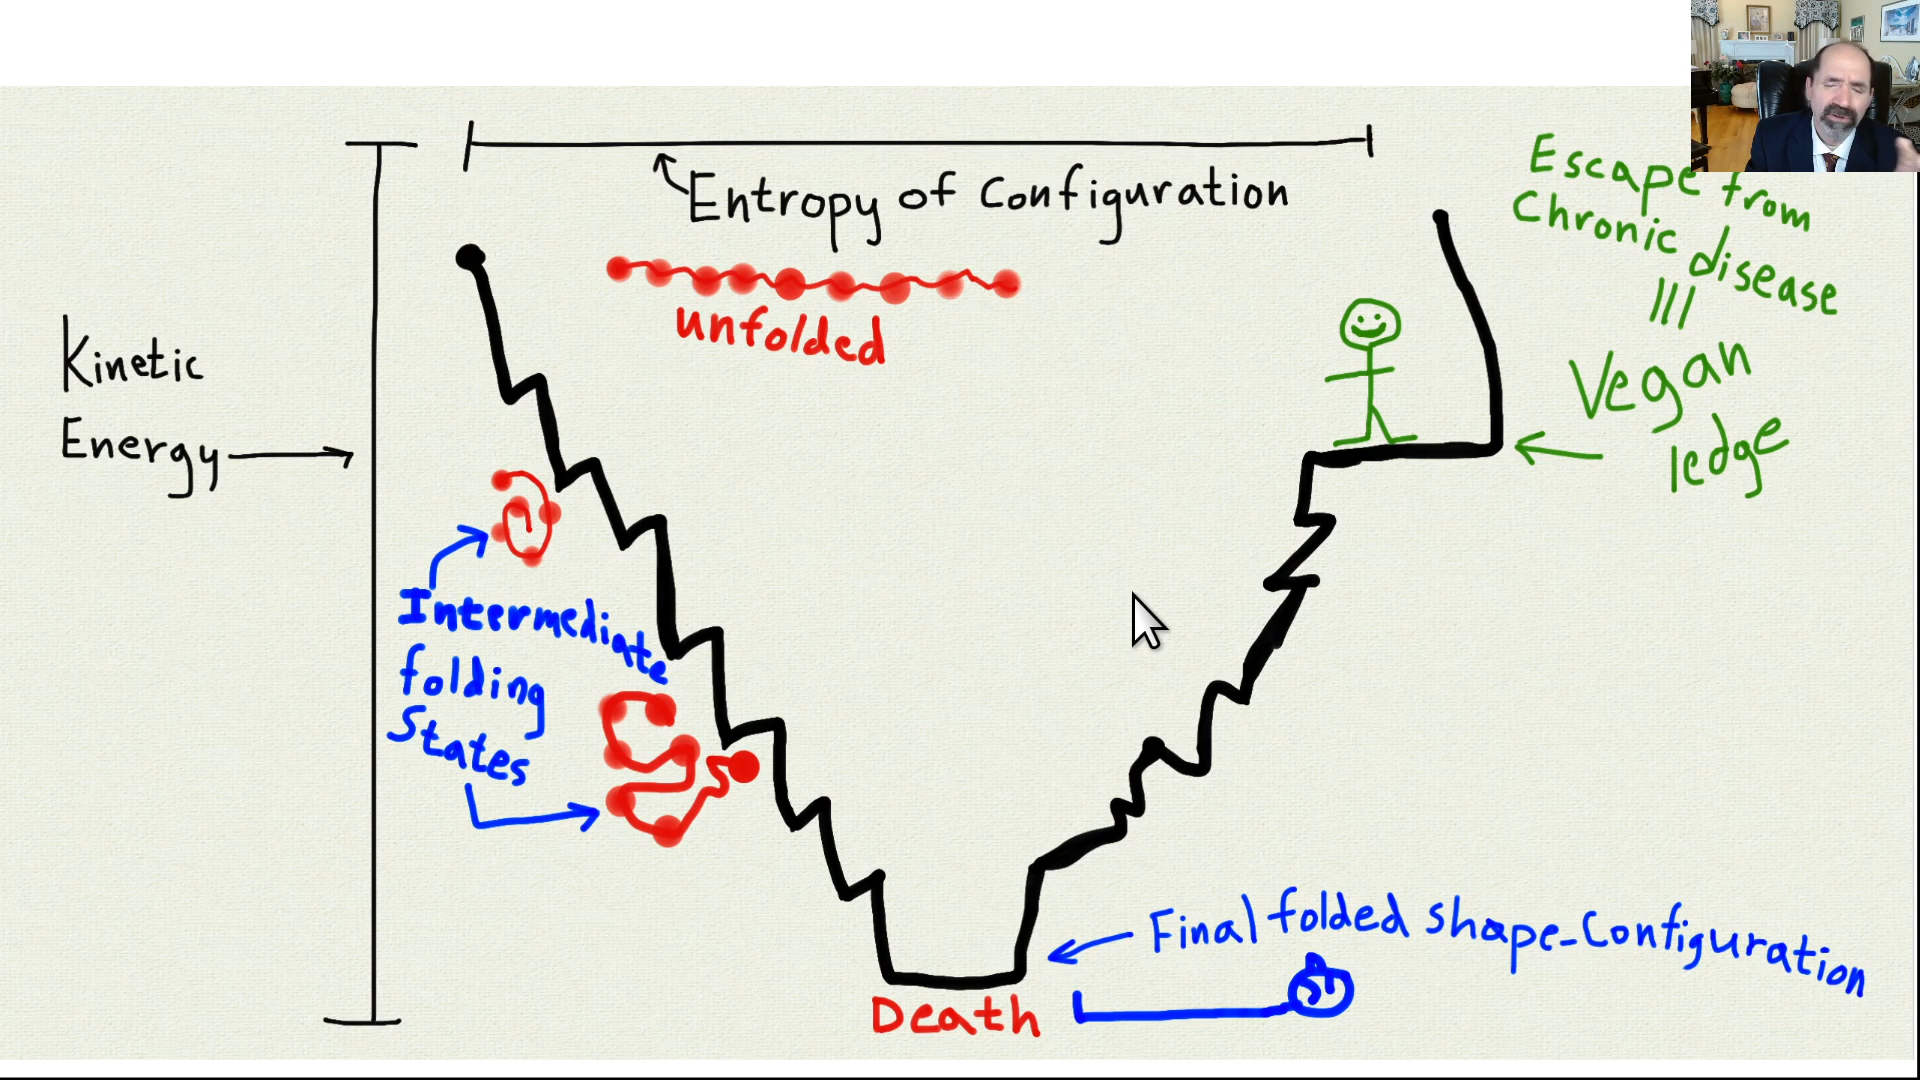 Entropy of Configuration
Escape from
Chronic disease
Vegan
ledge
unfolded
Kinetic
Energy
Intermediate
folding
States
Final folded shape-Configuration
Death